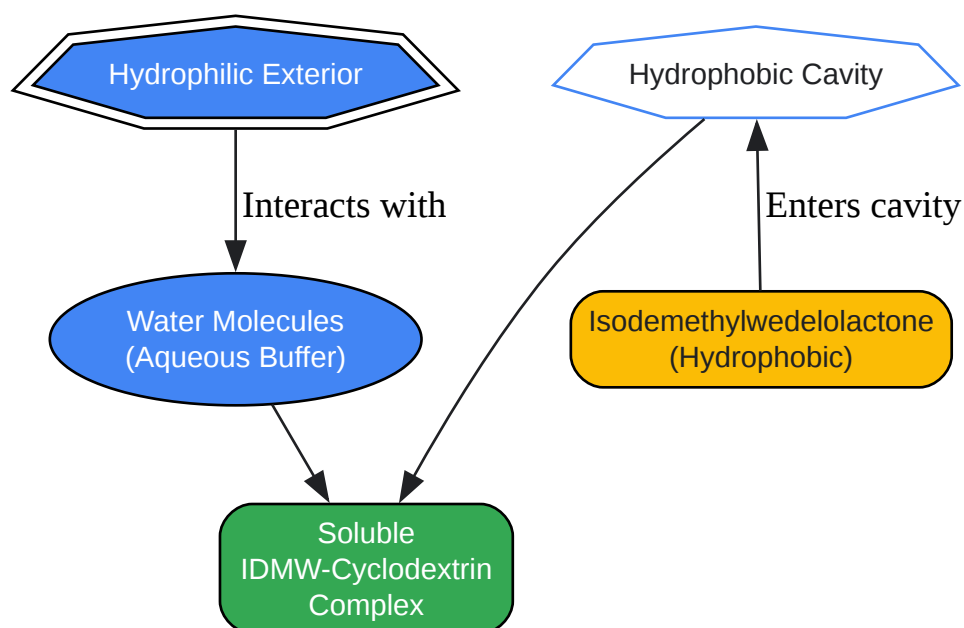 Hydrophilic Exterior
Hydrophobic Cavity
Interacts with
Enters cavity
Water Molecules
(Aqueous Buffer)
Isodemethylwedelolactone
(Hydrophobic)
Soluble
IDMW-Cyclodextrin
Complex